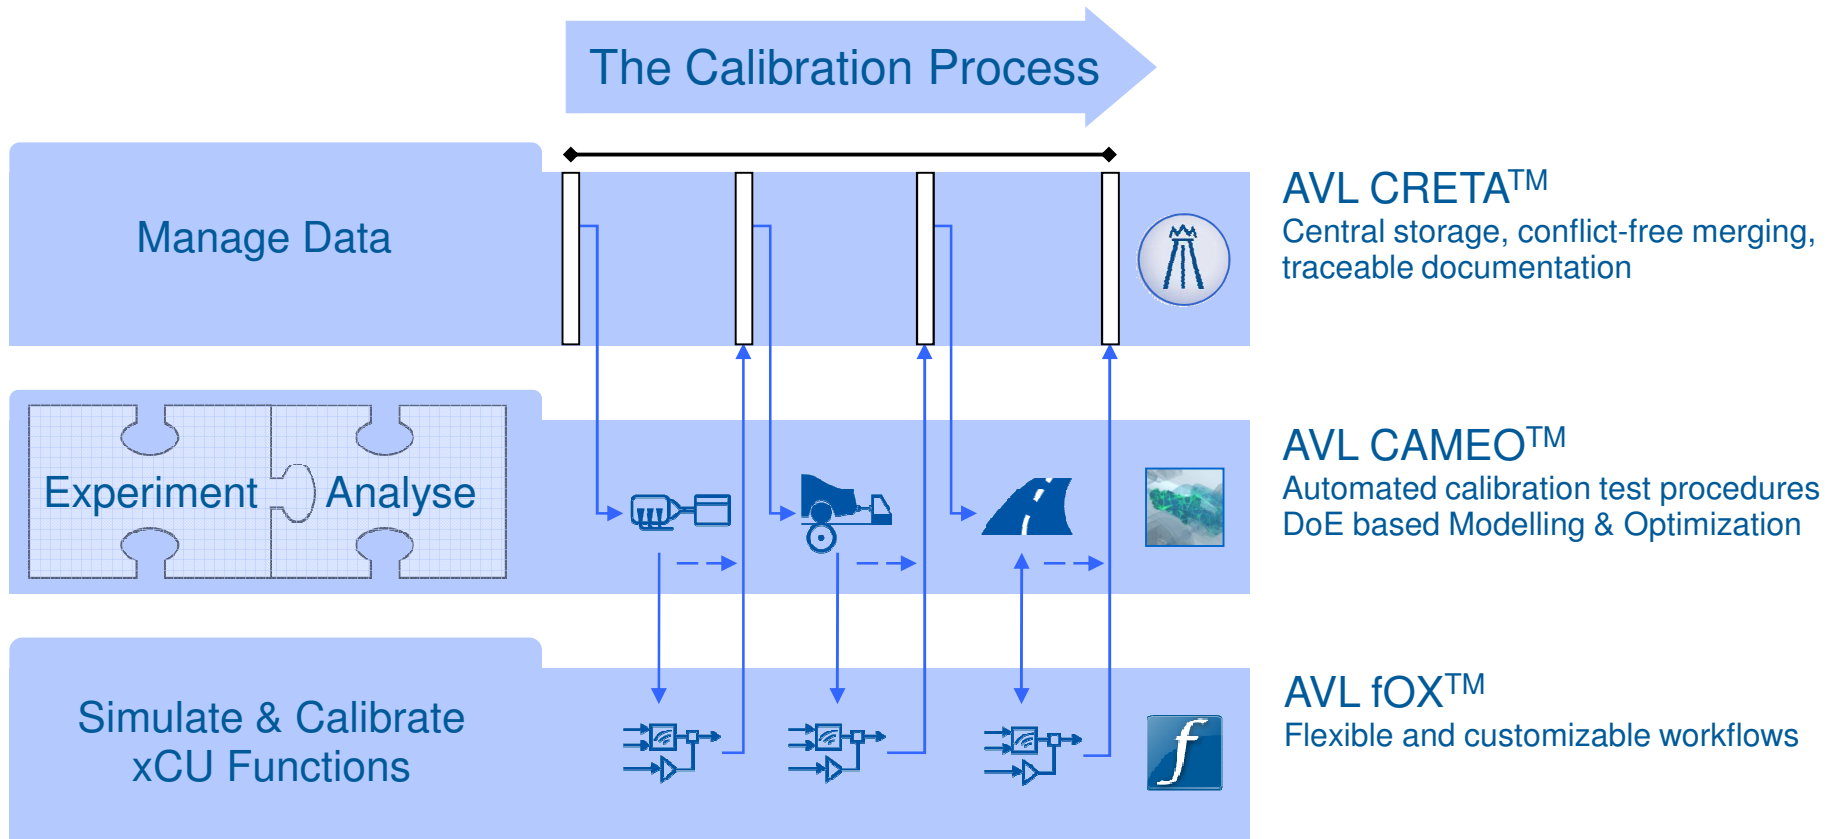 The Calibration Process
Manage Data
AVL CRETA™
Central storage, conflict-free merging,
traceable documentation
Experiment
Analyse
AVL CAMEO™
Automated calibration test procedures
DoE based Modelling & Optimization
Simulate & Calibrate
xCU Functions
f
AVL fOX™
Flexible and customizable workflows